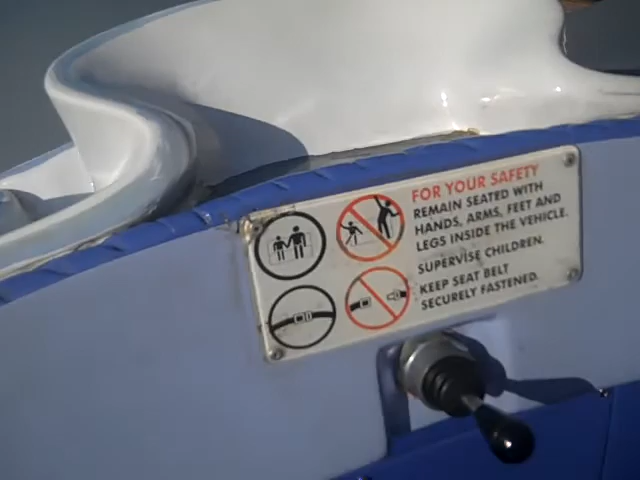 FOR YOUR SAFETY
REMAIN SEATED WITH
HANDS, ARMS, FEET AND
LEGS INSIDE THE VEHICLE.
SUPERVISE CHILDREN.
KEEP SEAT BELT
SECURELY FASTENED.